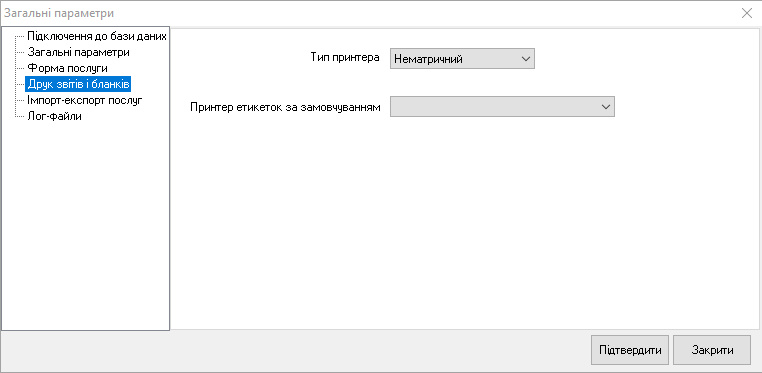 Загальні параметри
Підключення до бази даних
Загальні параметри
Форма послуги
Друк звітів і бланків
Імпорт-експорт послуг
Лог-файли
Тип принтера
Нематричний
Принтер етикеток за замовчуванням
Підтвердити
Закрити